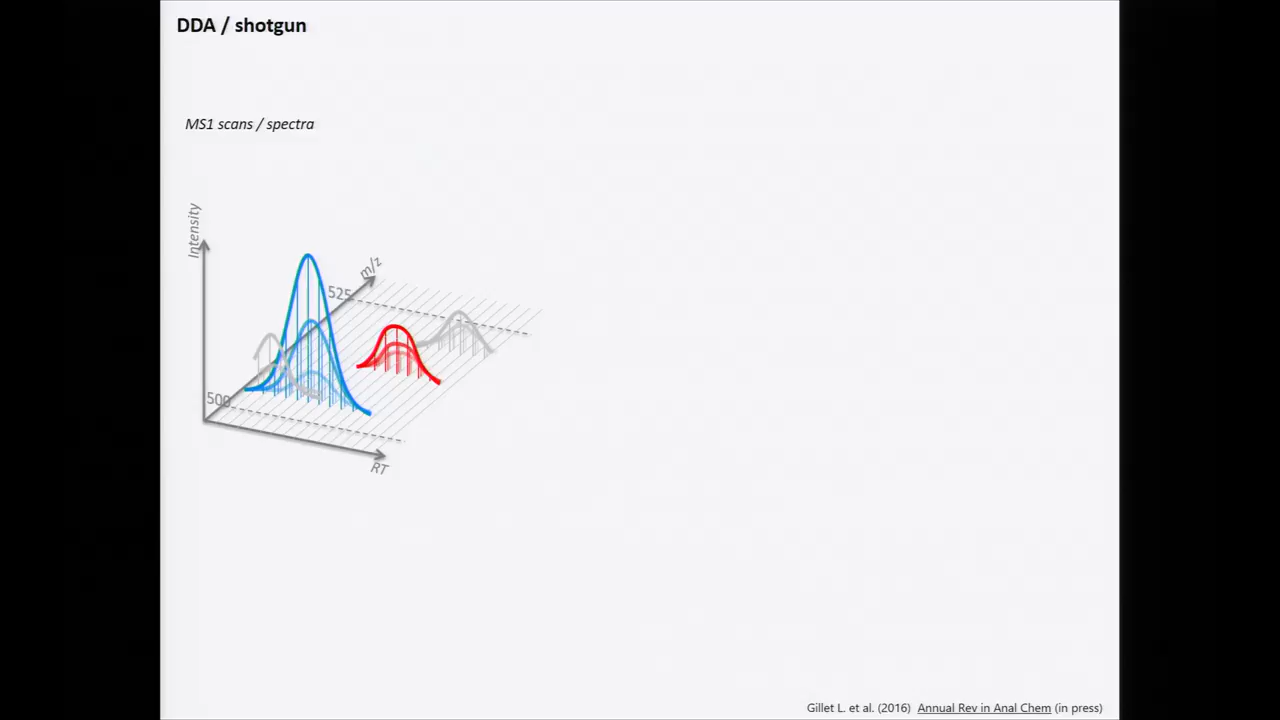 DDA / shotgun
MS1 scans / spectra
Intensity
m/z
525
500
RT
Gillet L. et al. (2016) Annual Rev in Anal Chem (in press)